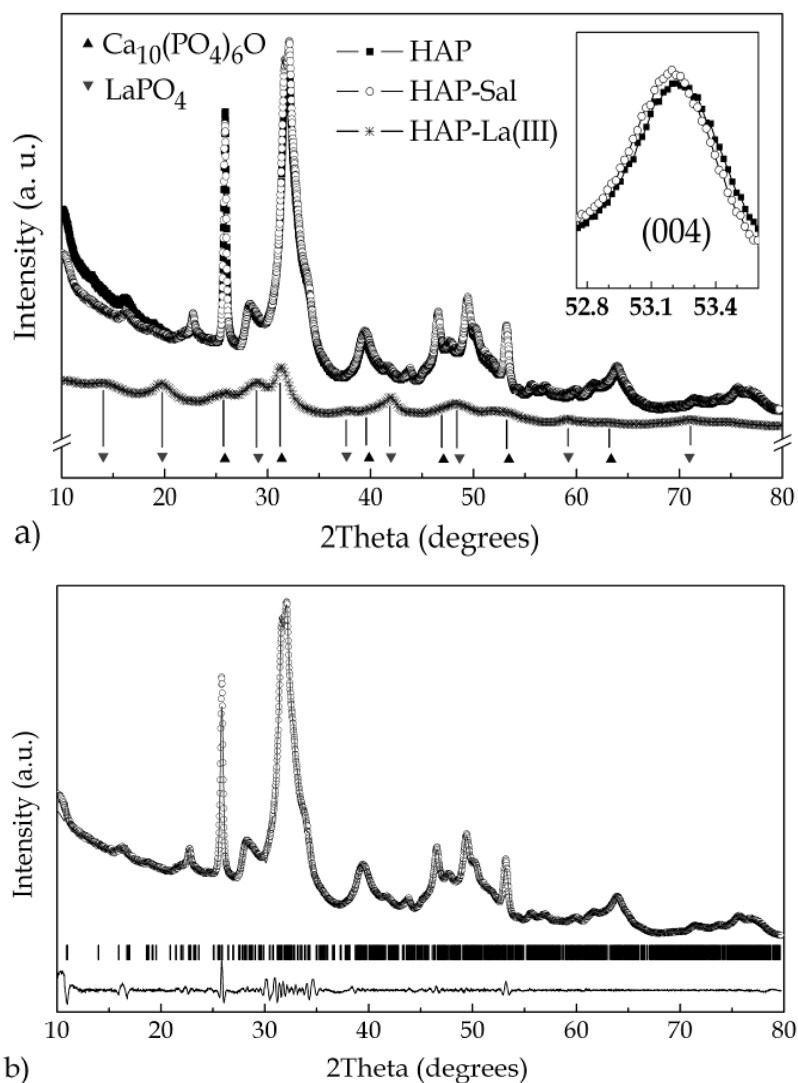 ▲ Ca₁₀(PO₄)₆O
▼ LaPO₄
—■— HAP
—○— HAP-Sal
—✳— HAP-La(III)
(004)
52.8 53.1 53.4
Intensity (a. u.)
10 20 30 40 50 60 70 80
2Theta (degrees)
a)
Intensity (a.u.)
10 20 30 40 50 60 70 80
2Theta (degrees)
b)